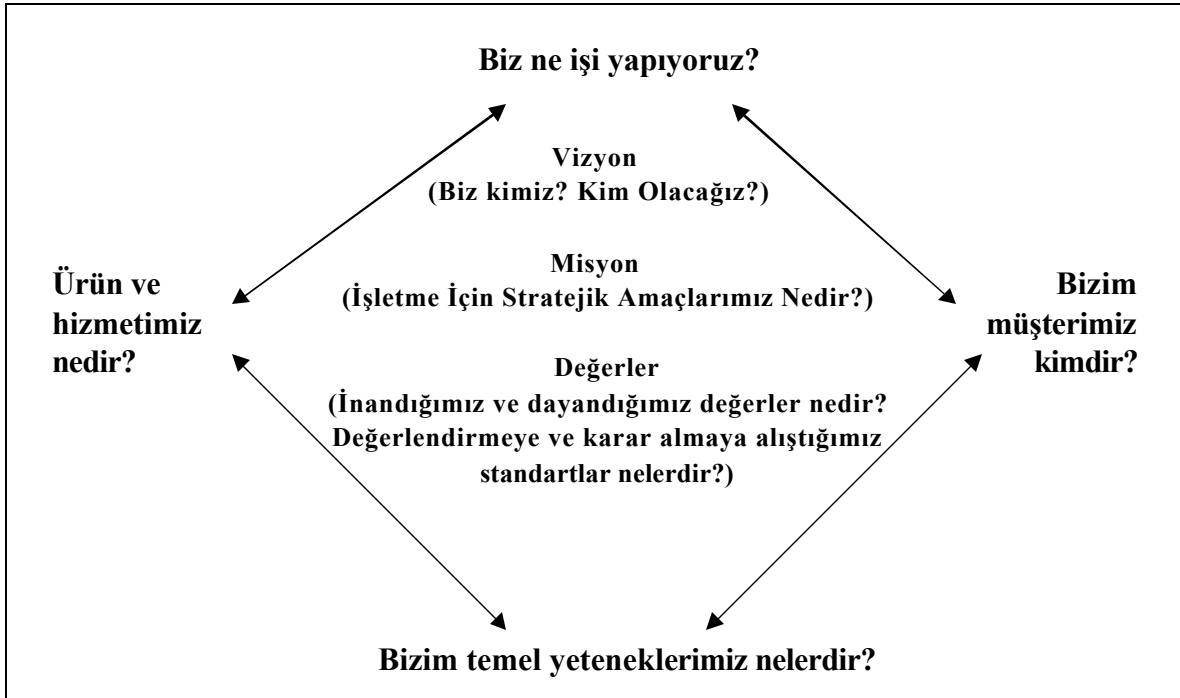 Biz ne işi yapıyoruz?
Vizyon
(Biz kimiz? Kim Olacağız?)
Misyon
(İşletme İçin Stratejik Amaçlarımız Nedir?)
Ürün ve
hizmetimiz
nedir?
Bizim
müşterimiz
kimdir?
Değerler
(İnandığımız ve dayandığımız değerler nedir?
Değerlendirmeye ve karar almaya alıştığımız
standartlar nelerdir?)
Bizim temel yeteneklerimiz nelerdir?